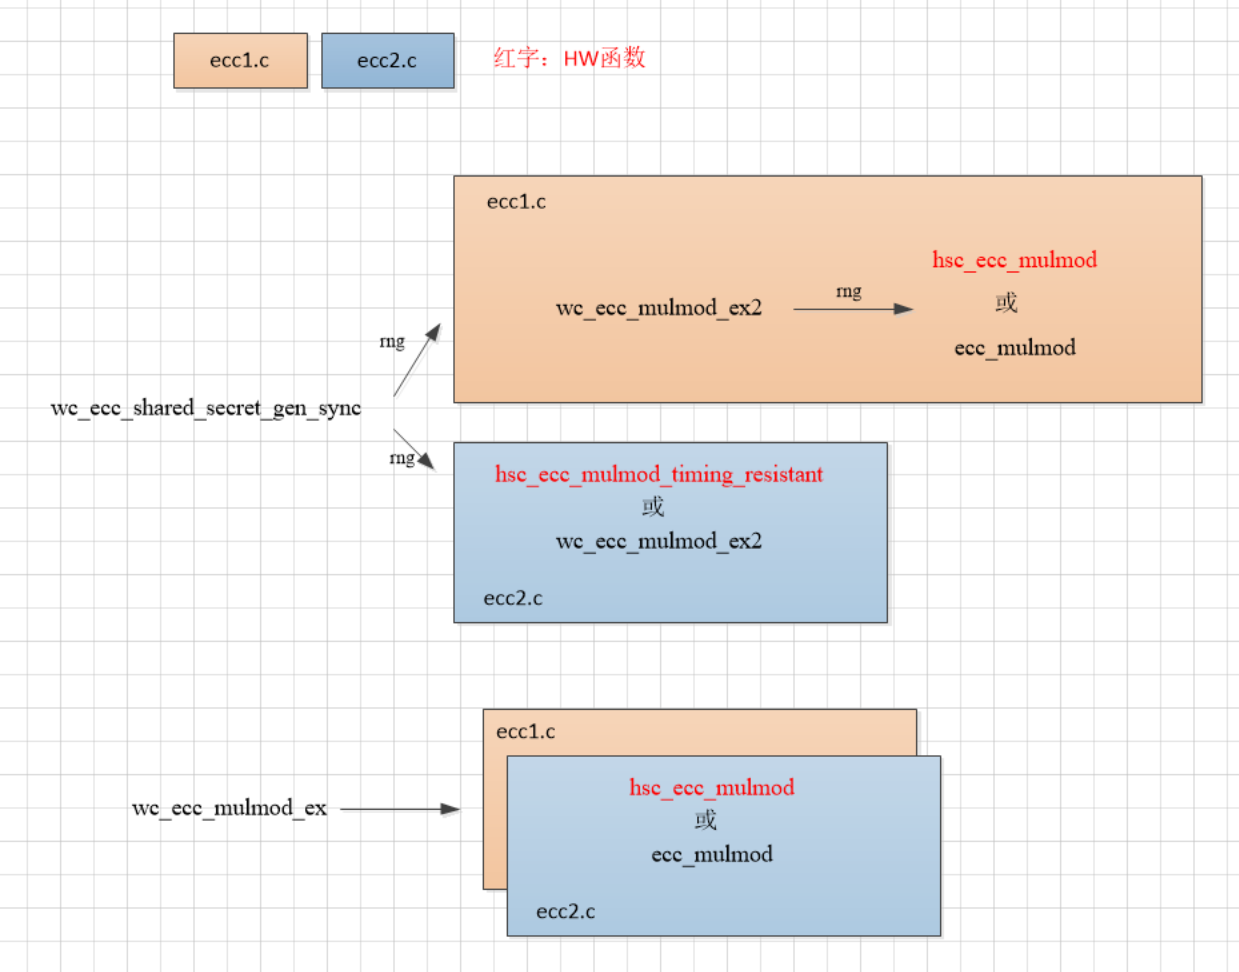 ecc1.c
ecc2.c
红字：HW函数
ecc1.c
hsc_ecc_mulmod
rng
wc_ecc_mulmod_ex2
或
ecc_mulmod
rng
wc_ecc_shared_secret_gen_sync
rng
hsc_ecc_mulmod_timing_resistant
或
wc_ecc_mulmod_ex2
ecc2.c
ecc1.c
wc_ecc_mulmod_ex
hsc_ecc_mulmod
或
ecc_mulmod
ecc2.c